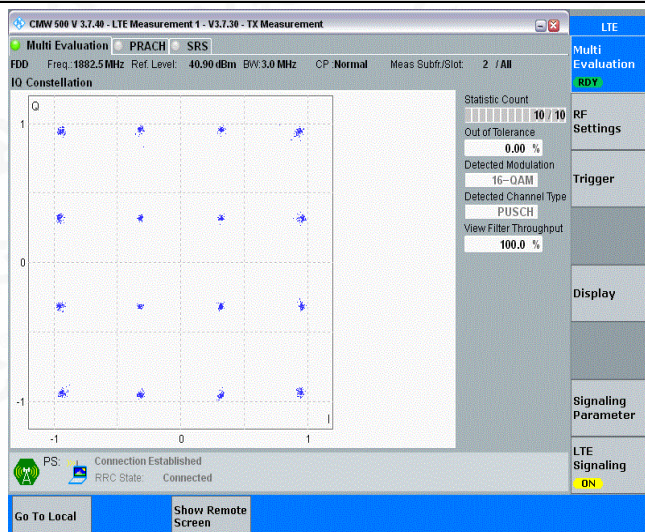 CMW 500 V 3.7.40 - LTE Measurement 1 - V3.7.30 - TX Measurement
LTE
Multi Evaluation PRACH SRS
Multi
Evaluation
RDY
FDD Freq.:1882.5 MHz Ref. Level: 40.90 dBm BW:3.0 MHz CP :Normal Meas Subfr./Slot: 2 / All
IQ Constellation
Q
1
0
-1
-1 0 1
I
Statistic Count
10 / 10
Out of Tolerance
0.00 %
Detected Modulation
16-QAM
Detected Channel Type
PUSCH
View Filter Throughput
100.0 %
RF
Settings
Trigger
Display
Signaling
Parameter
LTE
Signaling
ON
PS: Connection Established
RRC State: Connected
Go To Local
Show Remote
Screen